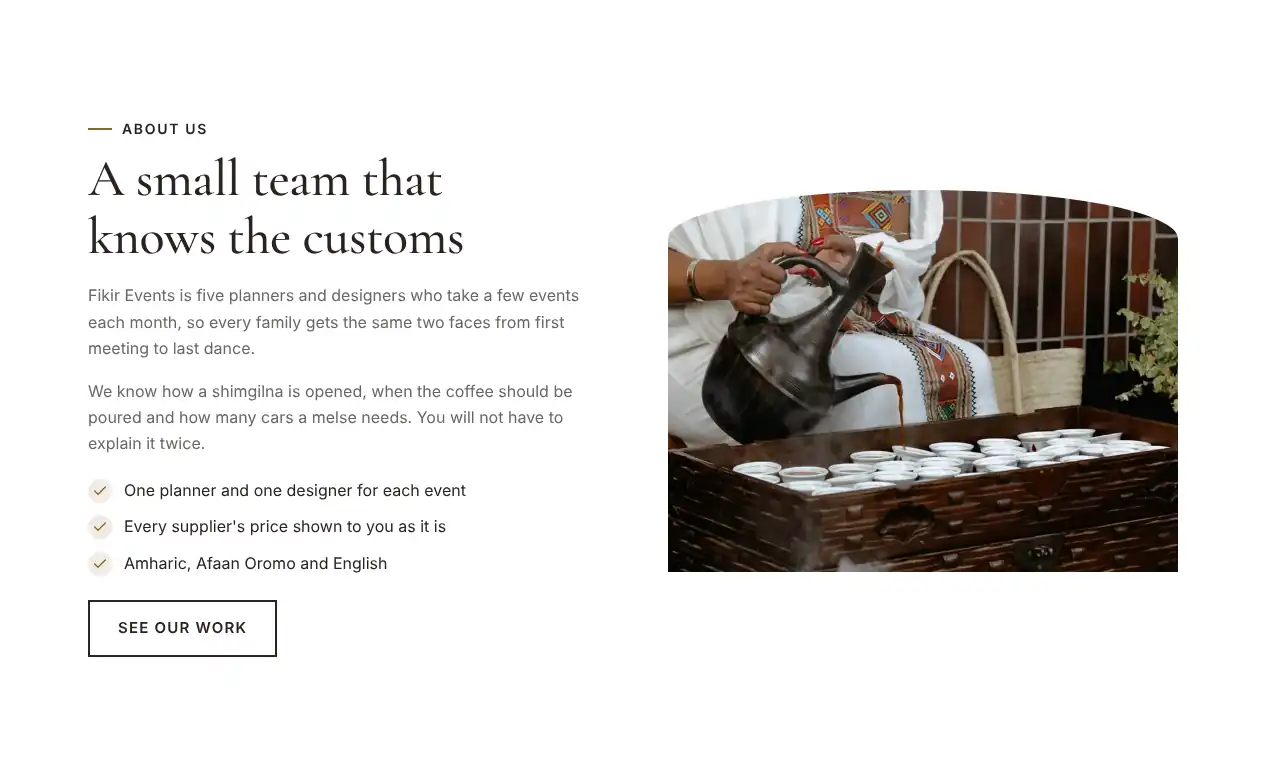 ABOUT US
A small team that
knows the customs
Fikir Events is five planners and designers who take a few events
each month, so every family gets the same two faces from first
meeting to last dance.
We know how a shimgilna is opened, when the coffee should be
poured and how many cars a melse needs. You will not have to
explain it twice.
One planner and one designer for each event
Every supplier's price shown to you as it is
Amharic, Afaan Oromo and English
SEE OUR WORK